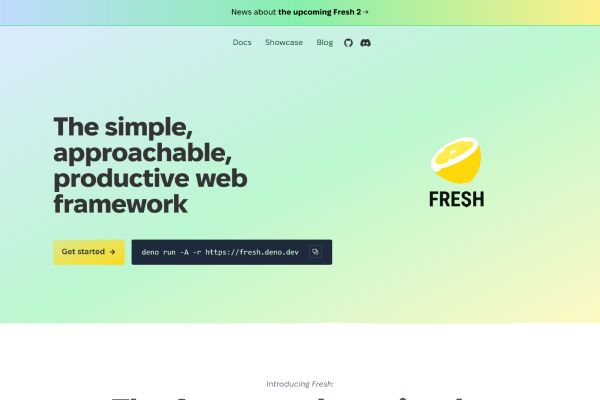 News about the upcoming Fresh 2 →
Docs Showcase Blog
The simple,
approachable,
productive web
framework
FRESH
Get started →
deno run -A -r https://fresh.deno.dev
Introducing Fresh: